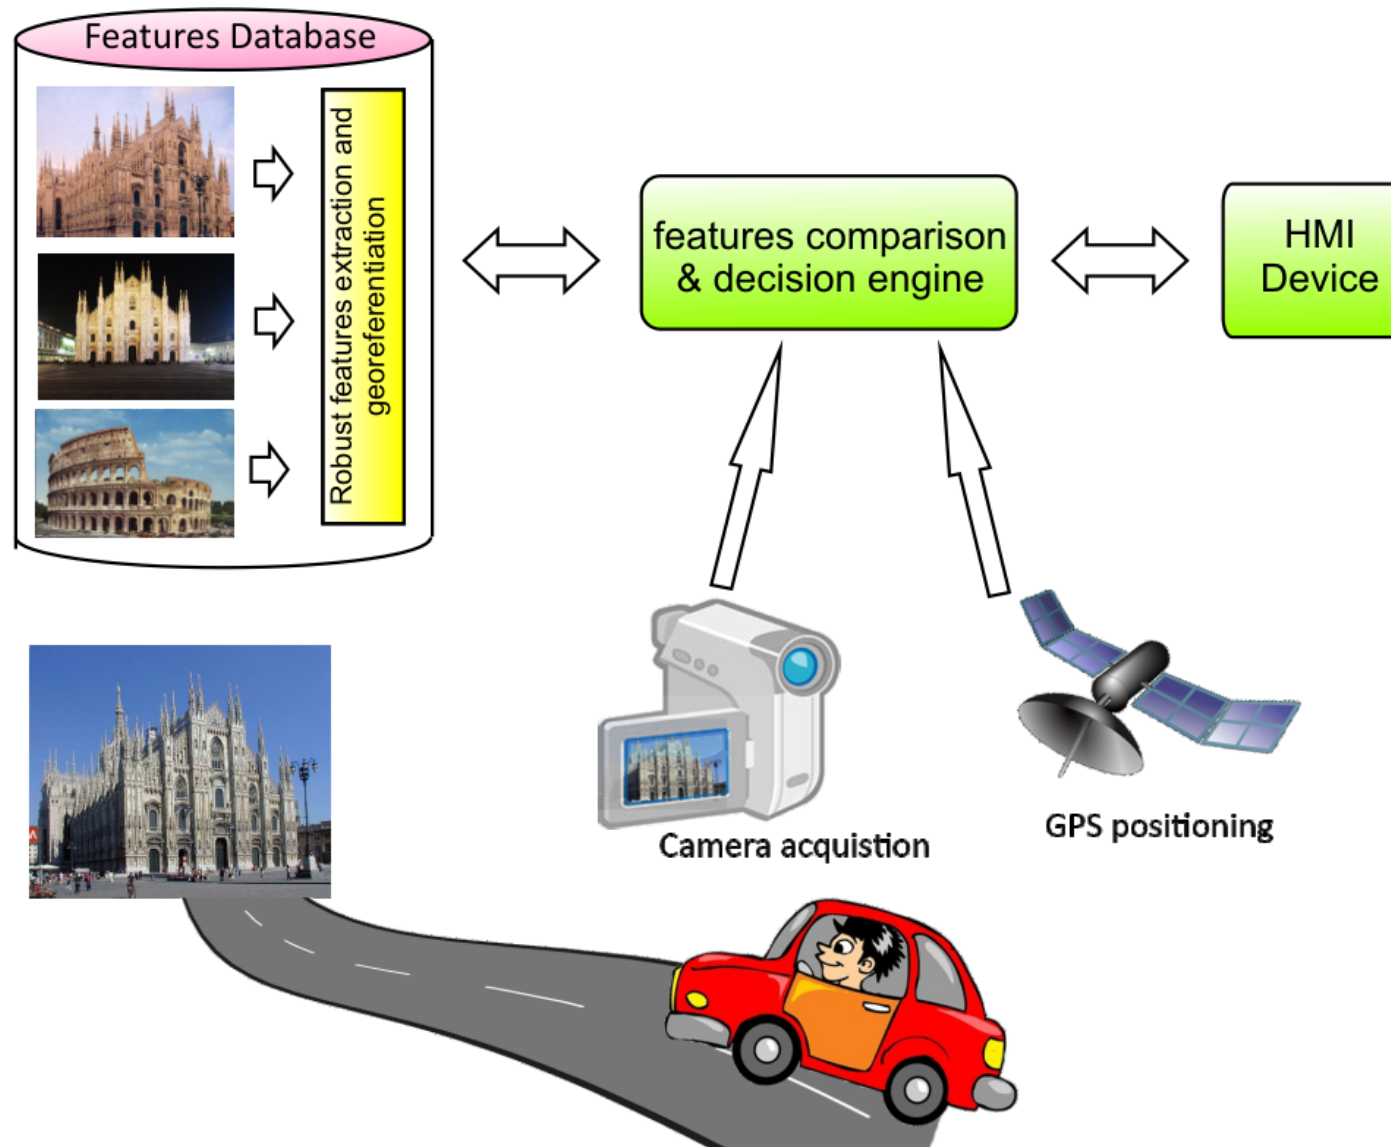 Features Database
Robust features extraction and
georeferentiation
features comparison
& decision engine
HMI
Device
Camera acquistion
GPS positioning